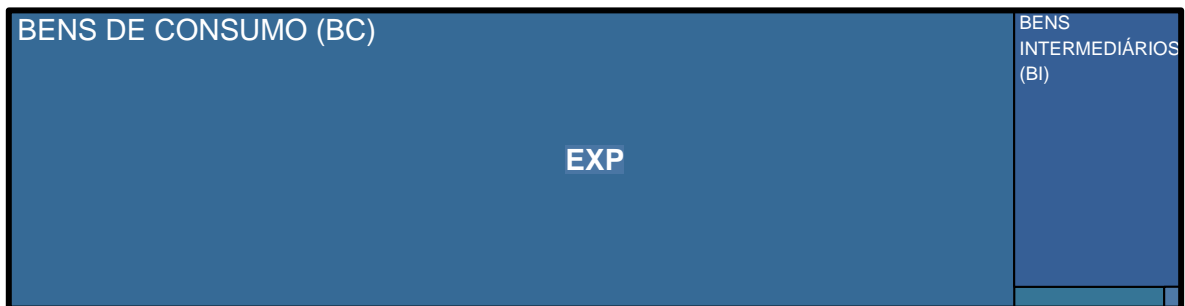 BENS DE CONSUMO (BC)
BENS
INTERMEDIÁRIOS
(BI)
EXP